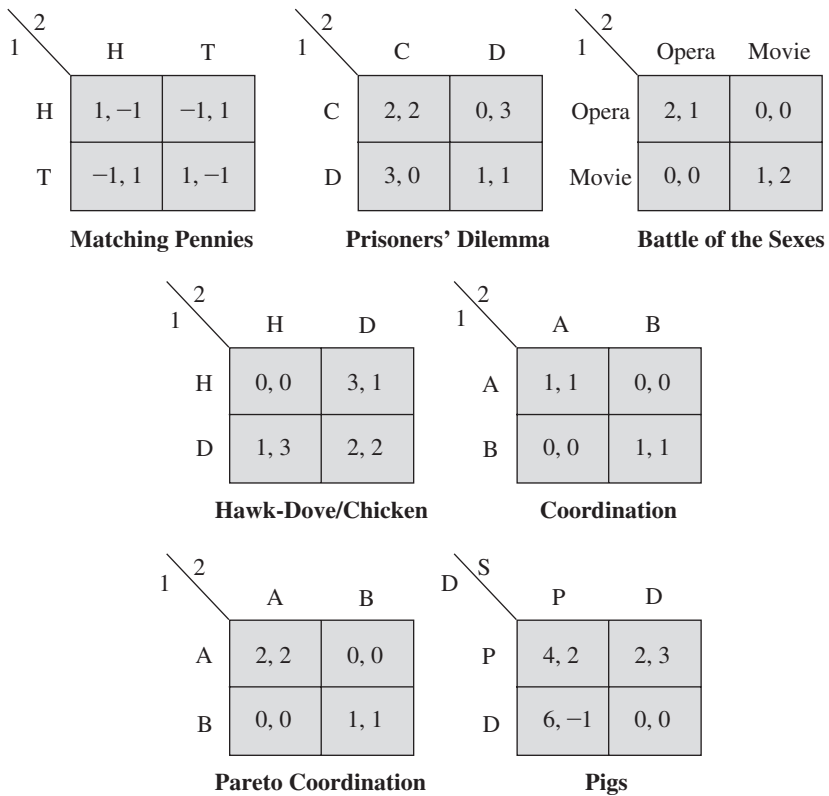 2 2 2
1 H T 1 C D 1 Opera Movie
H 1, −1 −1, 1 C 2, 2 0, 3 Opera 2, 1 0, 0
T −1, 1 1, −1 D 3, 0 1, 1 Movie 0, 0 1, 2
Matching Pennies Prisoners’ Dilemma Battle of the Sexes
2 2
1 H D 1 A B
H 0, 0 3, 1 A 1, 1 0, 0
D 1, 3 2, 2 B 0, 0 1, 1
Hawk-Dove/Chicken Coordination
2 S
1 A B D P D
A 2, 2 0, 0 P 4, 2 2, 3
B 0, 0 1, 1 D 6, −1 0, 0
Pareto Coordination Pigs